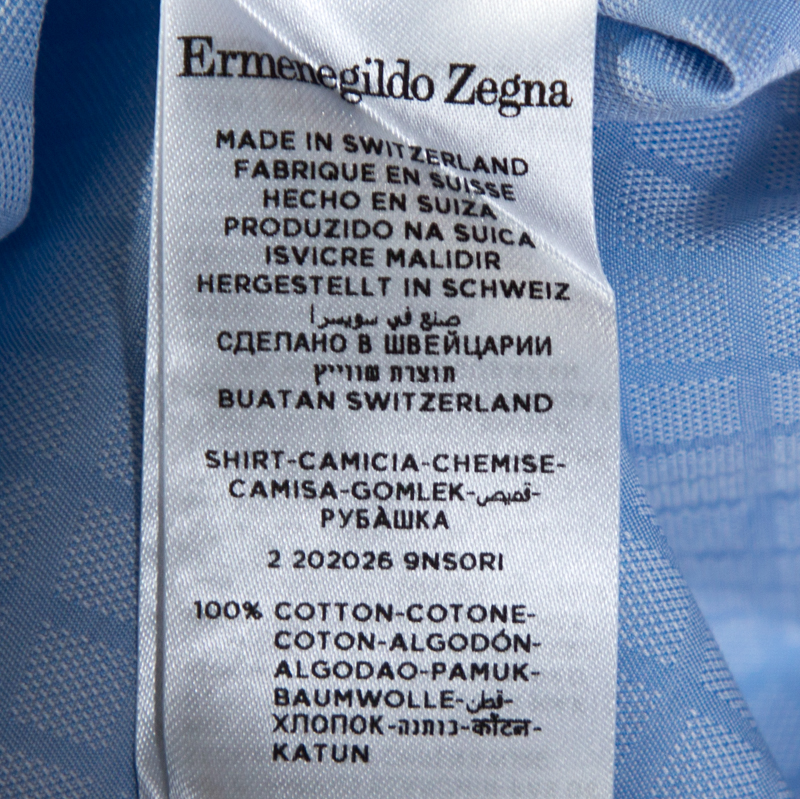 Ermenegildo Zegna
MADE IN SWITZERLAND
FABRIQUE EN SUISSE
HECHO EN SUIZA
PRODUZIDO NA SUICA
ISVICRE MALIDIR
HERGESTELLT IN SCHWEIZ
صنع في سويسرا
СДЕЛАНО В ШВЕЙЦАРИИ
תוצרת שווייץ
BUATAN SWITZERLAND
SHIRT-CAMICIA-CHEMISE-
CAMISA-GOMLEK-قميص-
РУБÀШКА
2 202026 9NSORI
100% COTTON-COTONE-
COTON-ALGODÓN-
ALGODAO-PAMUK-
BAUMWOLLE-قطن-
ХЛОПОК-כותנה-कॉटन-
KATUN